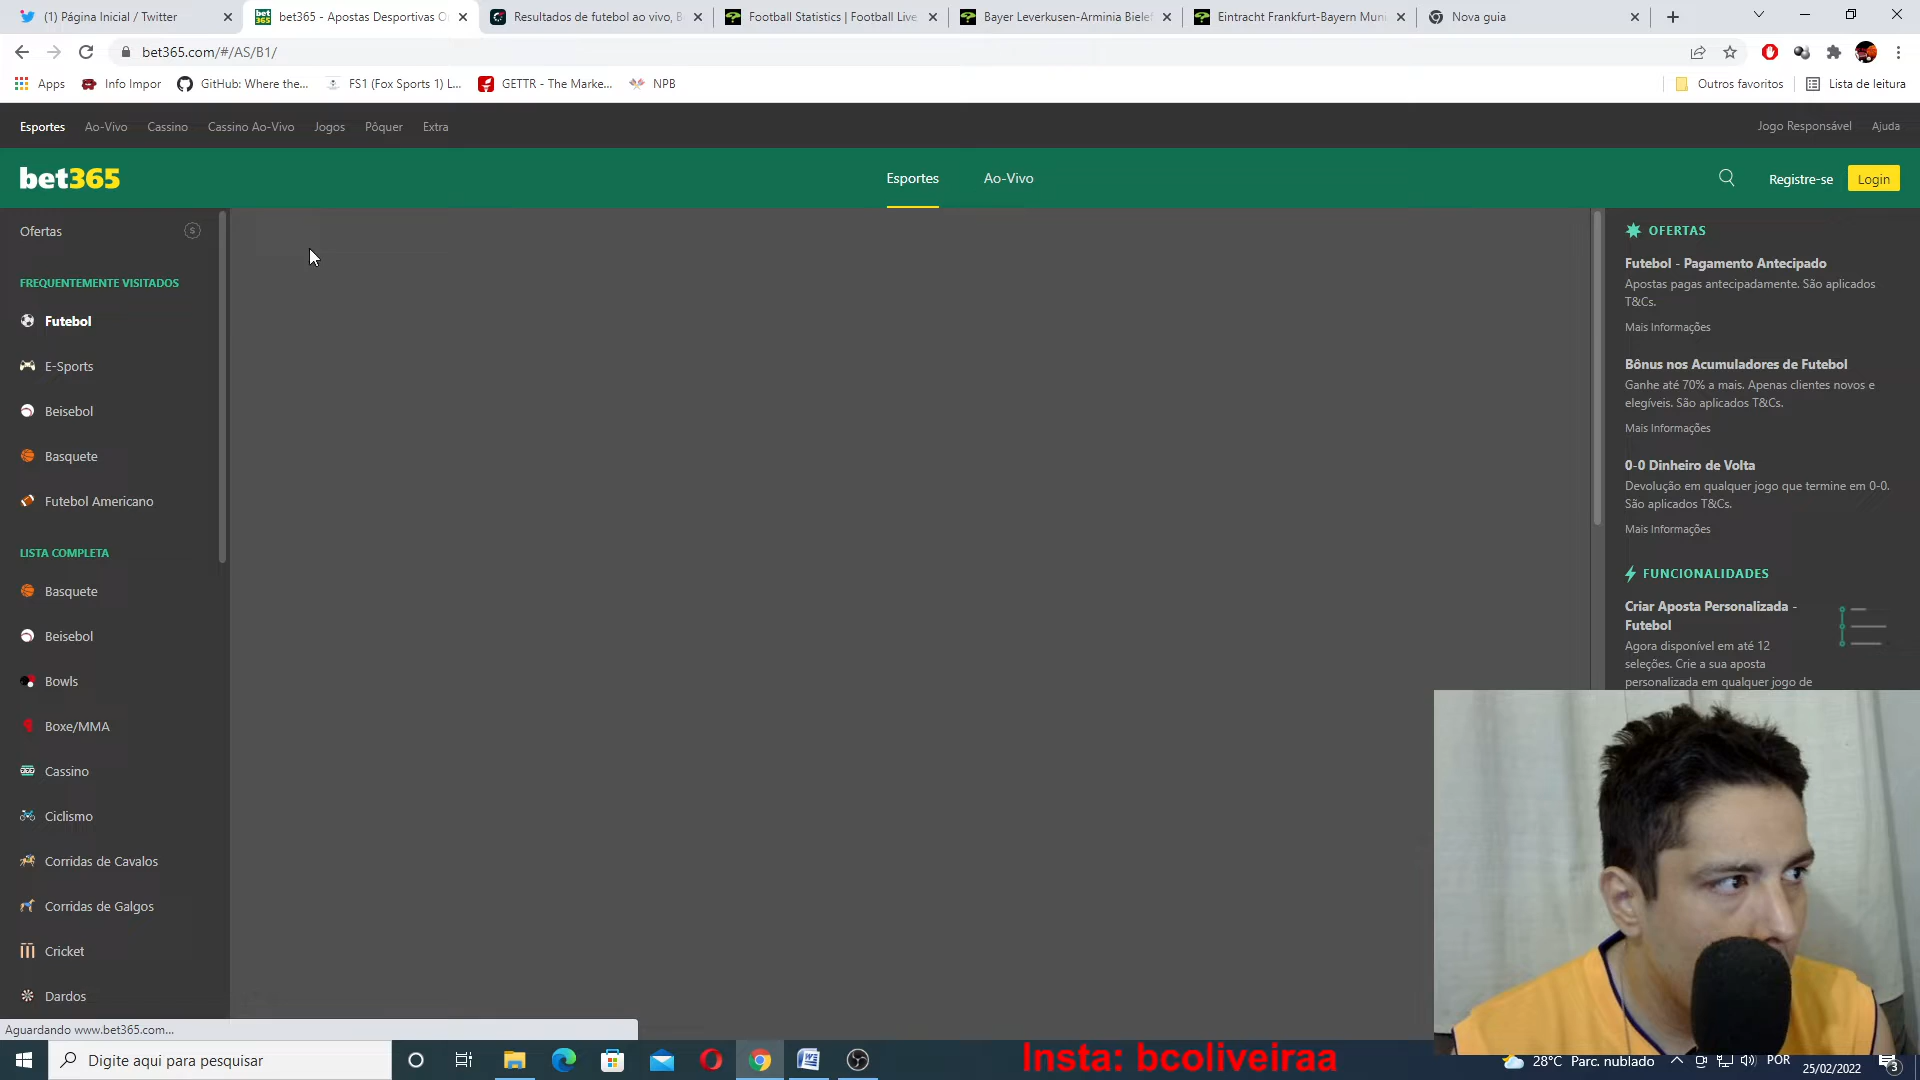 (1) Página Inicial / Twitter
bet365 - Apostas Desportivas O
Resultados de futebol ao vivo, B
Football Statistics | Football Live
Bayer Leverkusen-Arminia Bielef
Eintracht Frankfurt-Bayern Muni
Nova guia
bet365.com/#/AS/B1/
Apps
Info Impor
GitHub: Where the...
FS1 (Fox Sports 1) L...
GETTR - The Marke...
NPB
Outros favoritos
Lista de leitura
Esportes
Ao-Vivo
Cassino
Cassino Ao-Vivo
Jogos
Pôquer
Extra
Jogo Responsável
Ajuda
bet365
Esportes
Ao-Vivo
Registre-se
Login
Ofertas
FREQUENTEMENTE VISITADOS
Futebol
E-Sports
Beisebol
Basquete
Futebol Americano
LISTA COMPLETA
Basquete
Beisebol
Bowls
Boxe/MMA
Cassino
Ciclismo
Corridas de Cavalos
Corridas de Galgos
Cricket
Dardos
OFERTAS
Futebol - Pagamento Antecipado
Apostas pagas antecipadamente. São aplicados
T&Cs.
Mais Informações
Bônus nos Acumuladores de Futebol
Ganhe até 70% a mais. Apenas clientes novos e
elegíveis. São aplicados T&Cs.
Mais Informações
0-0 Dinheiro de Volta
Devolução em qualquer jogo que termine em 0-0.
São aplicados T&Cs.
Mais Informações
FUNCIONALIDADES
Criar Aposta Personalizada -
Futebol
Agora disponível em até 12
seleções. Crie a sua aposta
personalizada em qualquer jogo de
Aguardando www.bet365.com...
Digite aqui para pesquisar
Insta: bcoliveiraa
28°C Parc. nublado
POR
25/02/2022
3